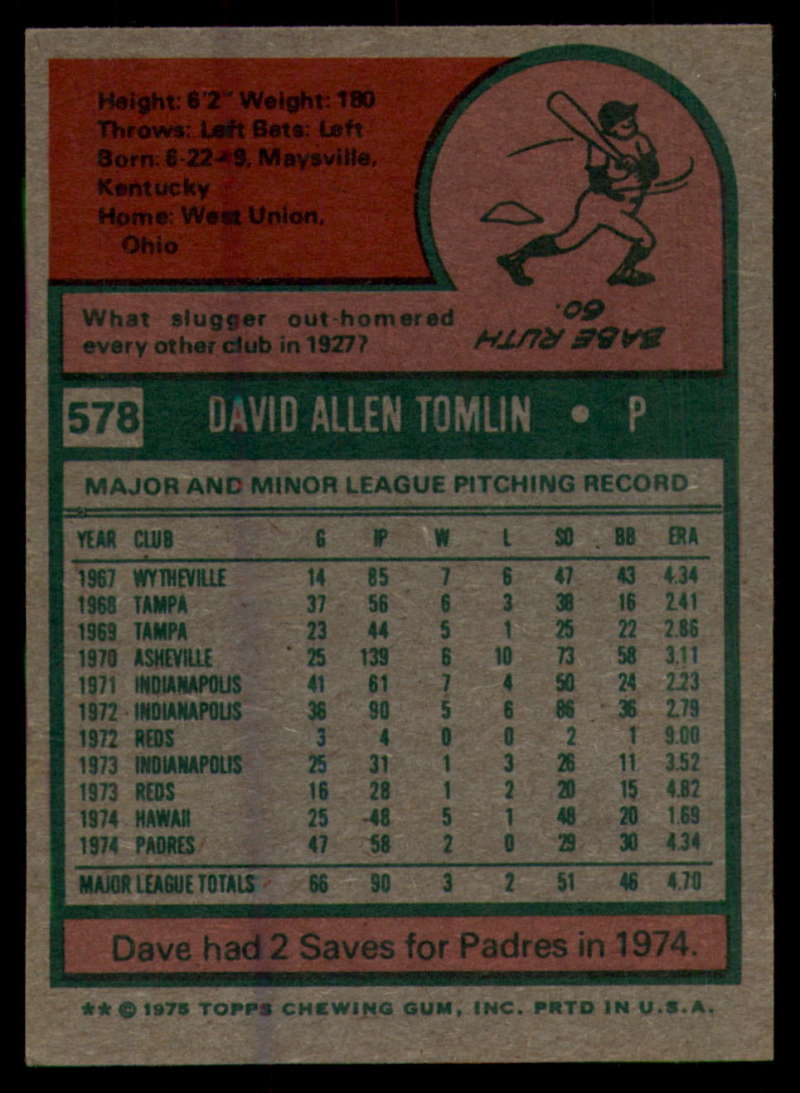 Height: 6'2" Weight: 180
Throws: Left Bats: Left
Born: 6-22-49, Maysville,
Kentucky
Home: West Union,
Ohio
What slugger out-homered
every other club in 1927?
BABE RUTH
60.
578 DAVID ALLEN TOMLIN • P
MAJOR AND MINOR LEAGUE PITCHING RECORD
YEAR CLUB G IP W L SO BB ERA
1967 WYTHEVILLE 14 85 7 6 47 43 4.34
1968 TAMPA 37 56 6 3 38 16 2.41
1969 TAMPA 23 44 5 1 25 22 2.86
1970 ASHEVILLE 25 139 6 10 73 58 3.11
1971 INDIANAPOLIS 41 61 7 4 50 24 2.23
1972 INDIANAPOLIS 36 90 5 6 86 36 2.79
1972 REDS 3 4 0 0 2 1 9.00
1973 INDIANAPOLIS 25 31 1 3 26 11 3.52
1973 REDS 16 28 1 2 20 15 4.82
1974 HAWAII 25 48 5 1 48 20 1.69
1974 PADRES 47 58 2 0 29 30 4.34
MAJOR LEAGUE TOTALS 66 90 3 2 51 46 4.70
Dave had 2 Saves for Padres in 1974.
** © 1975 TOPPS CHEWING GUM, INC. PRTD IN U.S.A.